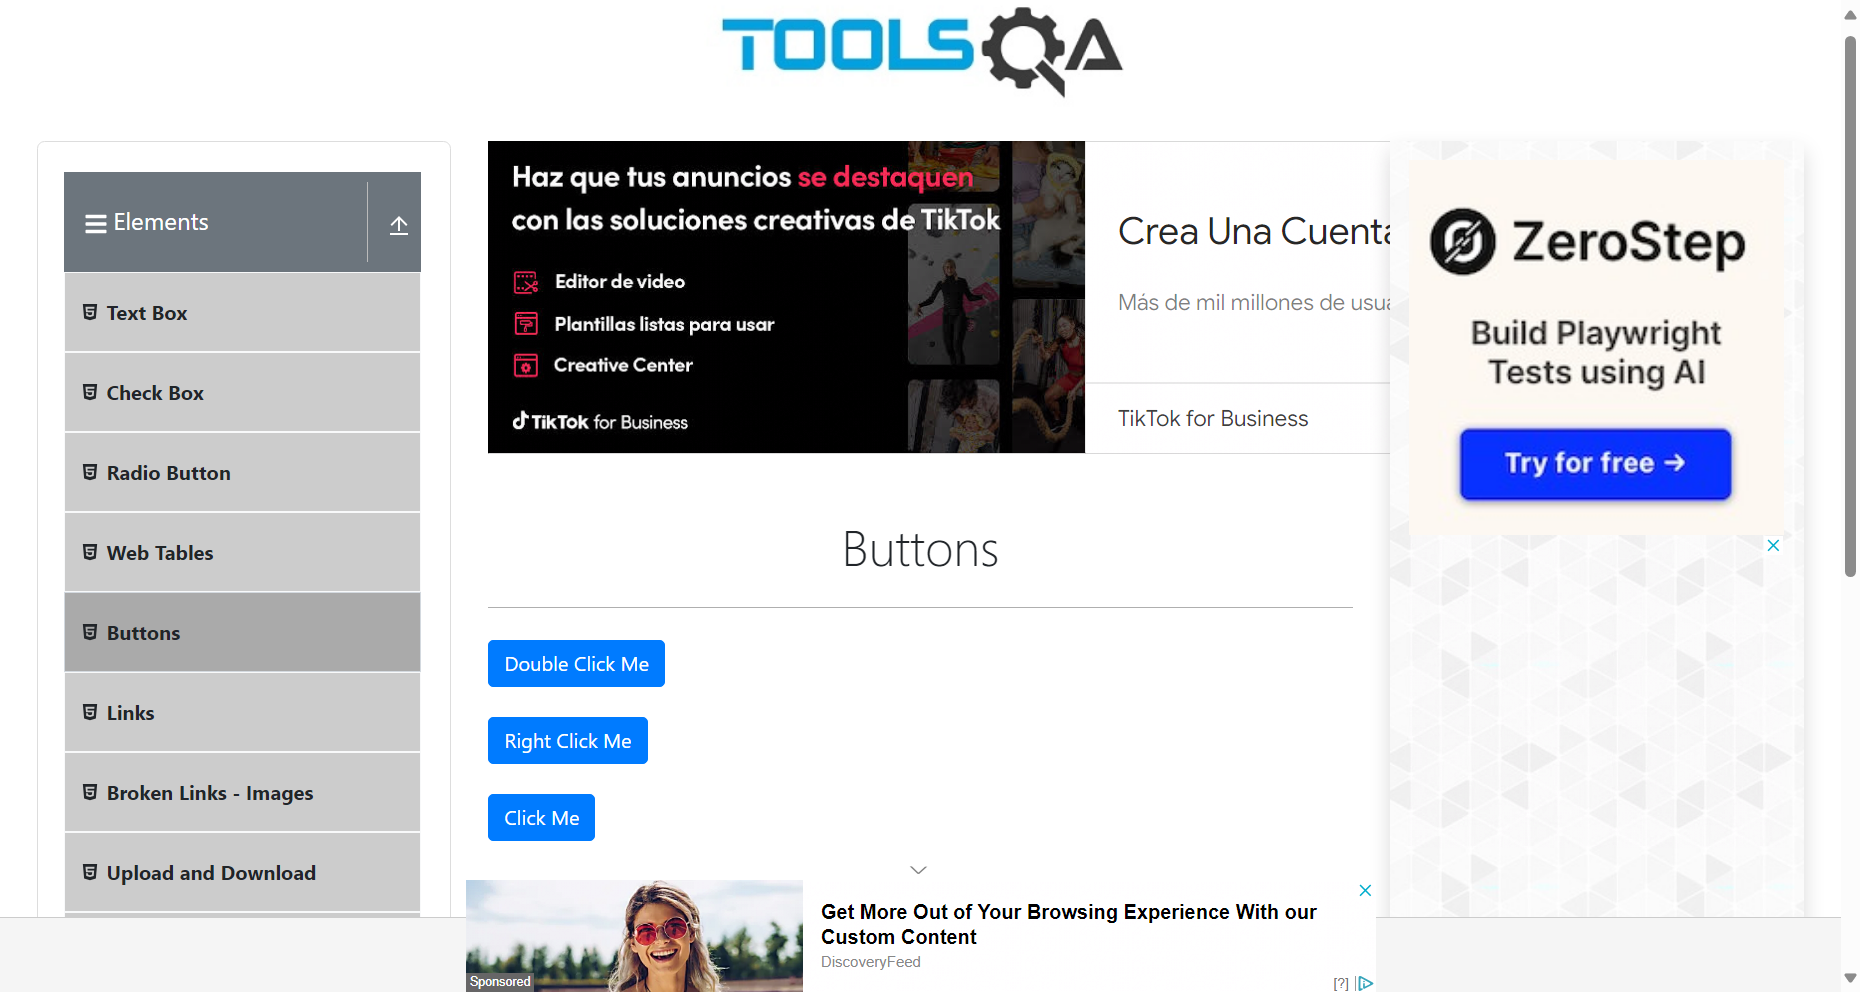 TOOLSQA
Elements
Text Box
Check Box
Radio Button
Web Tables
Buttons
Links
Broken Links - Images
Upload and Download
Haz que tus anuncios se destaquen
con las soluciones creativas de TikTok
Editor de video
Plantillas listas para usar
Creative Center
TikTok for Business
Crea Una Cuenta
Más de mil millones de usua
TikTok for Business
ZeroStep
Build Playwright
Tests using AI
Try for free →
Buttons
Double Click Me
Right Click Me
Click Me
Sponsored
Get More Out of Your Browsing Experience With our
Custom Content
DiscoveryFeed
[?]